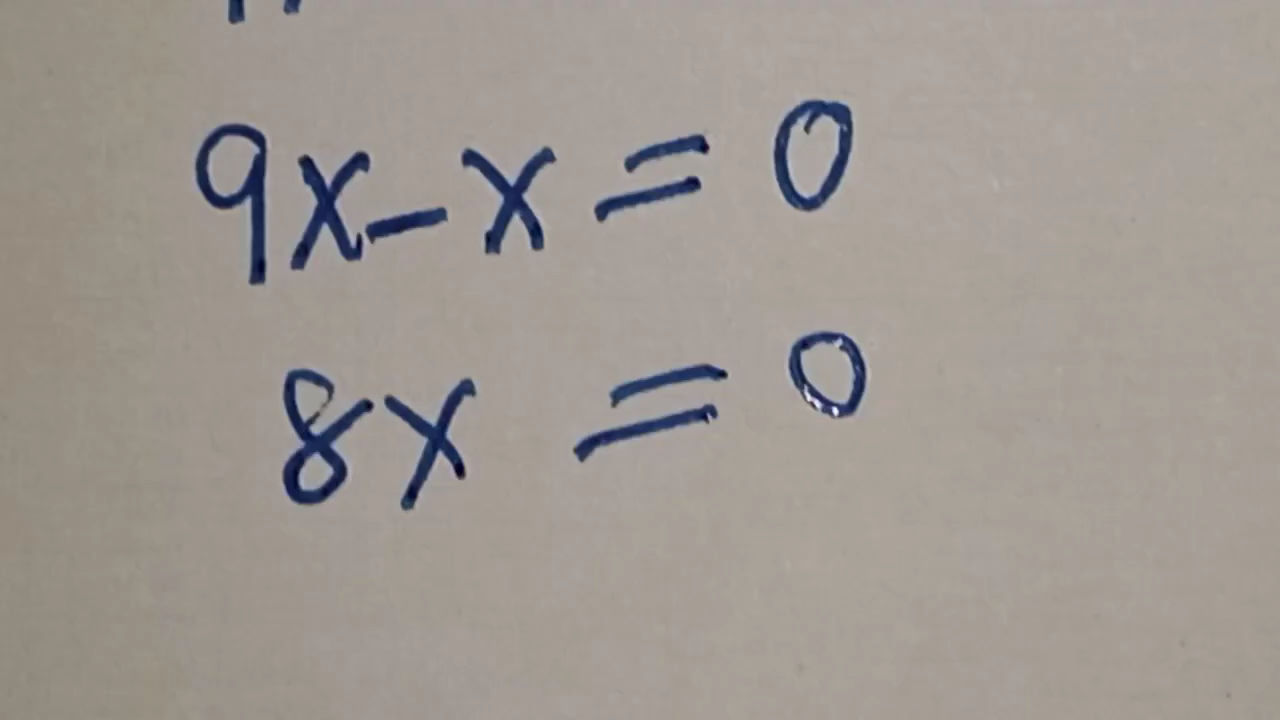 9x - x = 0
8x = 0